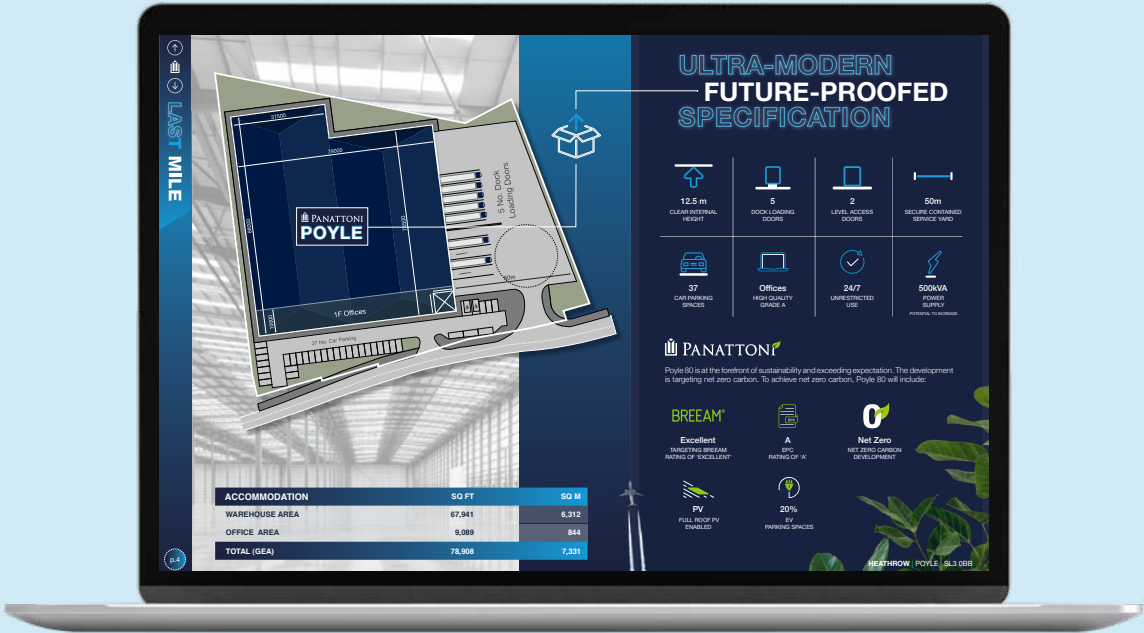 LAST MILE
p.4
37500
79000
1F Offices
PANATTONI
POYLE
5 No. Dock
Loading Doors
50m
37 No. Car Parking
ULTRA-MODERN
FUTURE-PROOFED
SPECIFICATION
12.5 m
CLEAR INTERNAL
HEIGHT
5
DOCK LOADING
DOORS
2
LEVEL ACCESS
DOORS
50m
SECURE CONTAINED
SERVICE YARD
37
CAR PARKING
SPACES
Offices
HIGH QUALITY
GRADE A
24/7
UNRESTRICTED
USE
500kVA
POWER
SUPPLY
POTENTIAL TO INCREASE
PANATTONI
Poyle 80 is at the forefront of sustainability and exceeding expectation. The development
is targeting net zero carbon. To achieve net zero carbon, Poyle 80 will include:
BREEAM®
Excellent
TARGETING BREEAM
RATING OF 'EXCELLENT'
A
EPC
RATING OF 'A'
Net Zero
NET ZERO CARBON
DEVELOPMENT
PV
FULL ROOF PV
ENABLED
20%
EV
PARKING SPACES
ACCOMMODATION SQ FT SQ M
WAREHOUSE AREA 67,941 6,312
OFFICE AREA 9,089 844
TOTAL (GEA) 78,908 7,331
HEATHROW | POYLE | SL3 0BB